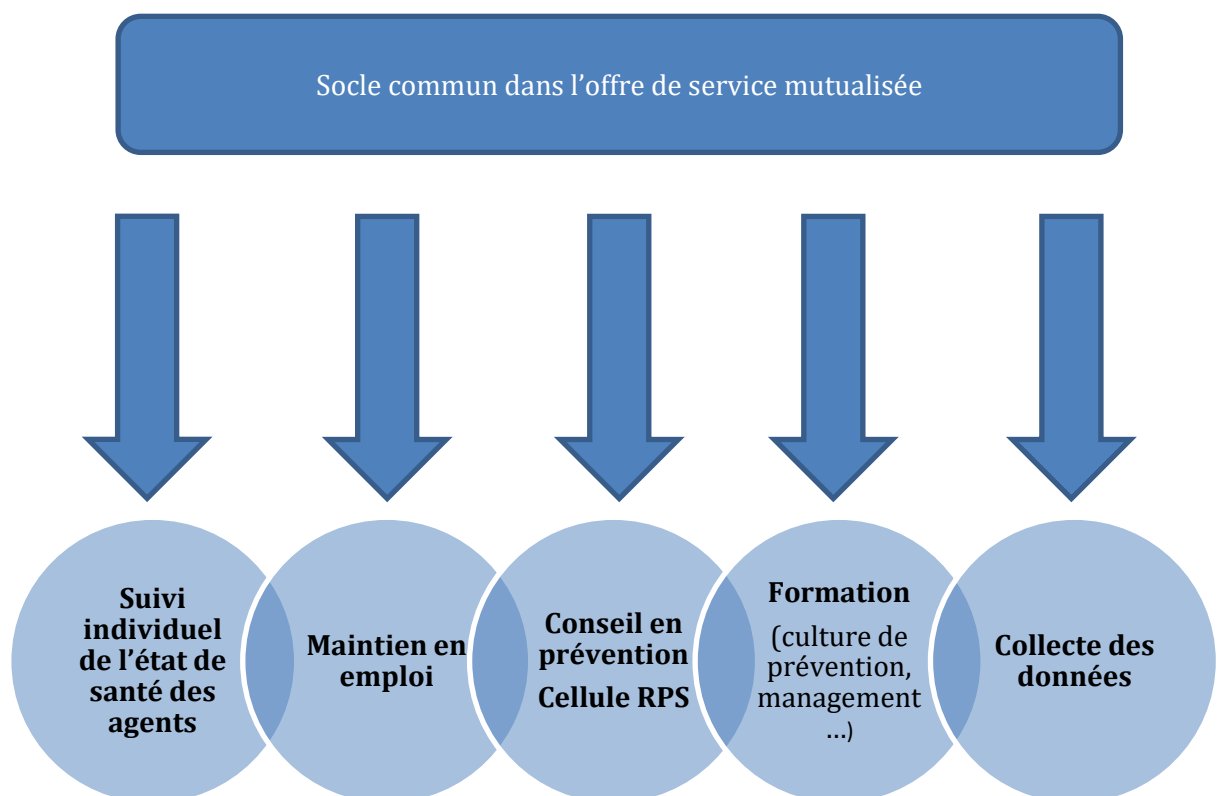 Socle commun dans l’offre de service mutualisée
Suivi
individuel
de l’état de
santé des
agents
Maintien en
emploi
Conseil en
prévention
Cellule RPS
Formation
(culture de
prévention,
management
…)
Collecte des
données